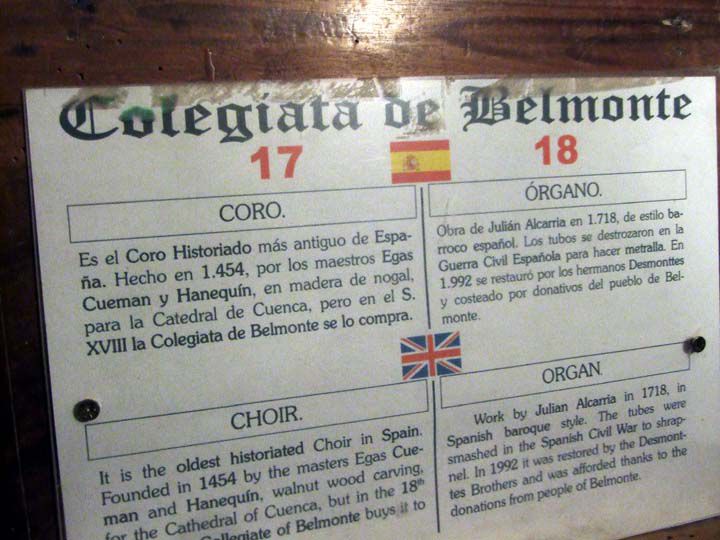 Colegiata de Belmonte
17
18
CORO.
Es el Coro Historiado más antiguo de Espa-
ña. Hecho en 1.454, por los maestros Egas
Cueman y Hanequín, en madera de nogal,
para la Catedral de Cuenca, pero en el S.
XVIII la Colegiata de Belmonte se lo compra.
ÓRGANO.
Obra de Julián Alcarria en 1.718, de estilo ba-
rroco español. Los tubos se destrozaron en la
Guerra Civil Española para hacer metralla. En
1.992 se restauró por los hermanos Desmonttes
y costeado por donativos del pueblo de Bel-
monte.
CHOIR.
It is the oldest historiated Choir in Spain.
Founded in 1454 by the masters Egas Cue-
man and Hanequín, walnut wood carving,
for the Cathedral of Cuenca, but in the 18th
Collegiate of Belmonte buys it to
ORGAN.
Work by Julian Alcarria in 1718, in
Spanish baroque style. The tubes were
smashed in the Spanish Civil War to shrap-
nel. In 1992 it was restored by the Desmont-
tes Brothers and was afforded thanks to the
donations from people of Belmonte.